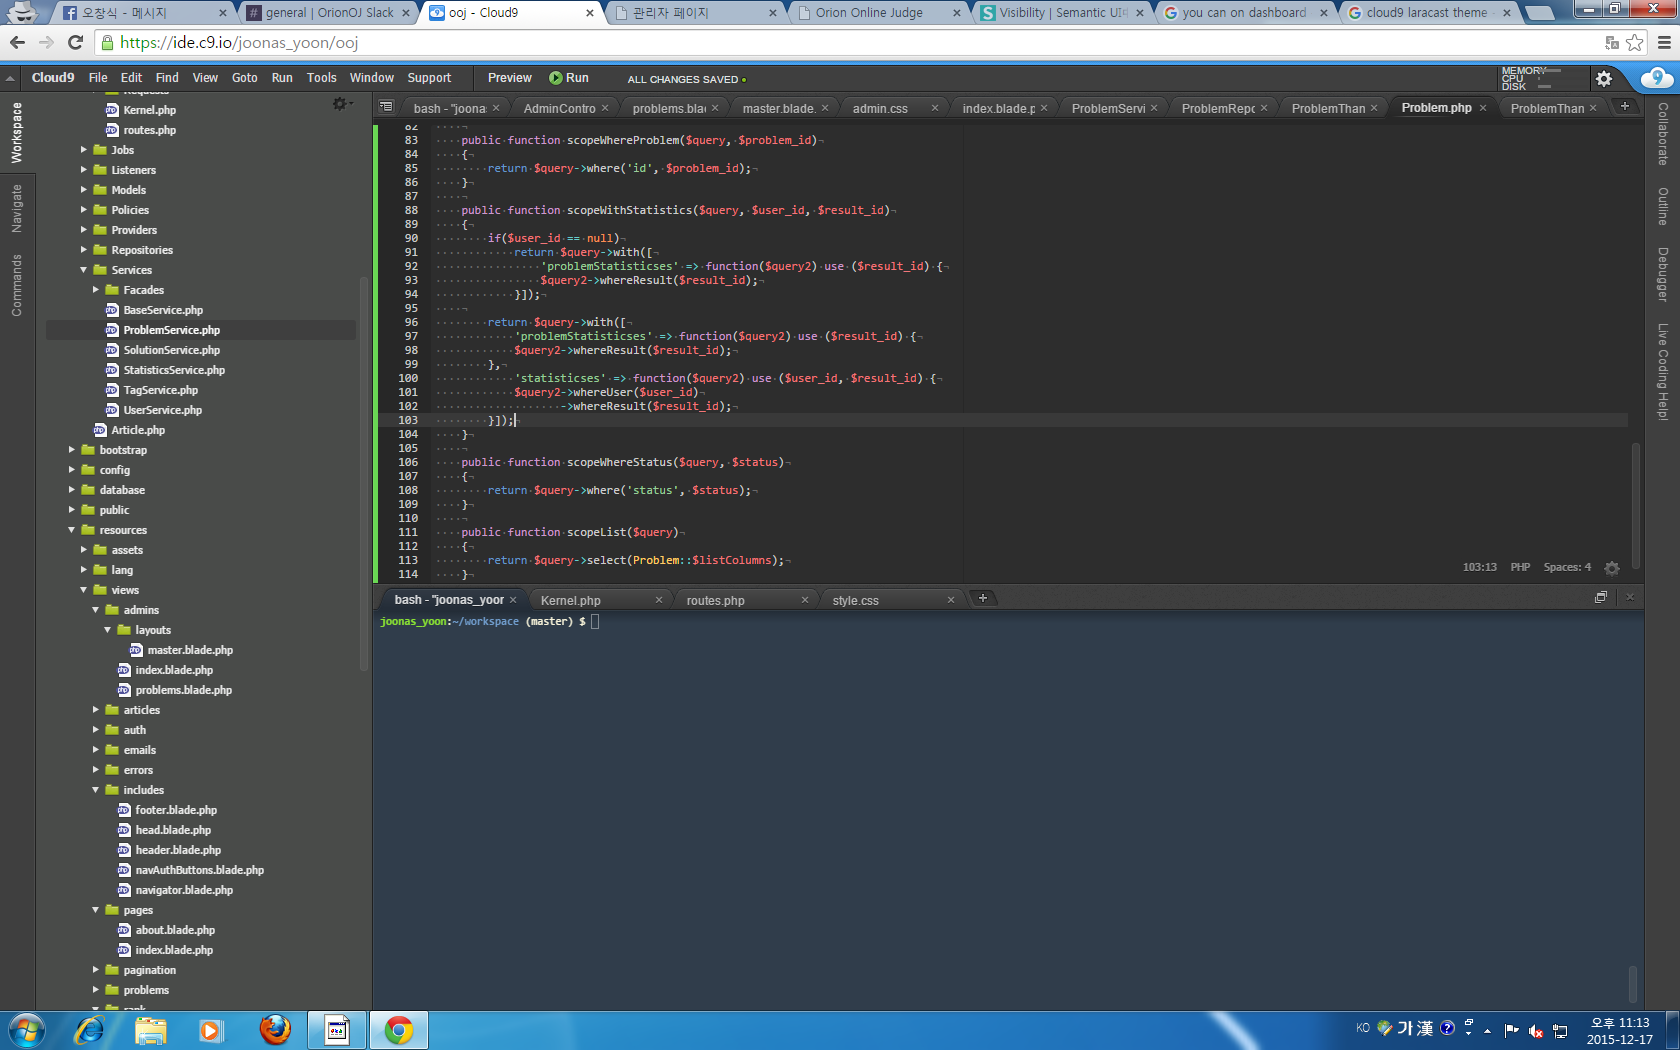 오창식 - 메시지
general | OrionOJ Slack
ooj - Cloud9
관리자 페이지
Orion Online Judge
Visibility | Semantic UI
you can on dashboard
cloud9 laracast theme
https://ide.c9.io/joonas_yoon/ooj
Cloud9 File Edit Find View Goto Run Tools Window Support Preview Run ALL CHANGES SAVED
MEMORY
CPU
DISK
Workspace
Navigate
Commands
Requests
Kernel.php
routes.php
Jobs
Listeners
Models
Policies
Providers
Repositories
Services
Facades
BaseService.php
ProblemService.php
SolutionService.php
StatisticsService.php
TagService.php
UserService.php
Article.php
bootstrap
config
database
public
resources
assets
lang
views
admins
layouts
master.blade.php
index.blade.php
problems.blade.php
articles
auth
emails
errors
includes
footer.blade.php
head.blade.php
header.blade.php
navAuthButtons.blade.php
navigator.blade.php
pages
about.blade.php
index.blade.php
pagination
problems
rank
bash - "joona: AdminContro problems.bla master.blade. admin.css index.blade.p ProblemServi ProblemRepo ProblemThan Problem.php ProblemThan
82
83 public function scopeWhereProblem($query, $problem_id)
84 {
85 return $query->where('id', $problem_id);
86 }
87
88 public function scopeWithStatistics($query, $user_id, $result_id)
89 {
90 if($user_id == null)
91 return $query->with([
92 'problemStatisticses' => function($query2) use ($result_id) {
93 $query2->whereResult($result_id);
94 }]);
95
96 return $query->with([
97 'problemStatisticses' => function($query2) use ($result_id) {
98 $query2->whereResult($result_id);
99 },
100 'statisticses' => function($query2) use ($user_id, $result_id) {
101 $query2->whereUser($user_id)
102 ->whereResult($result_id);
103 }]);
104 }
105
106 public function scopeWhereStatus($query, $status)
107 {
108 return $query->where('status', $status);
109 }
110
111 public function scopeList($query)
112 {
113 return $query->select(Problem::$listColumns);
114 }
103:13 PHP Spaces: 4
Collaborate
Outline
Debugger
Live Coding Help!
bash - "joonas_yoor Kernel.php routes.php style.css
joonas_yoon:~/workspace (master) $
KO 가 漢
오후 11:13
2015-12-17